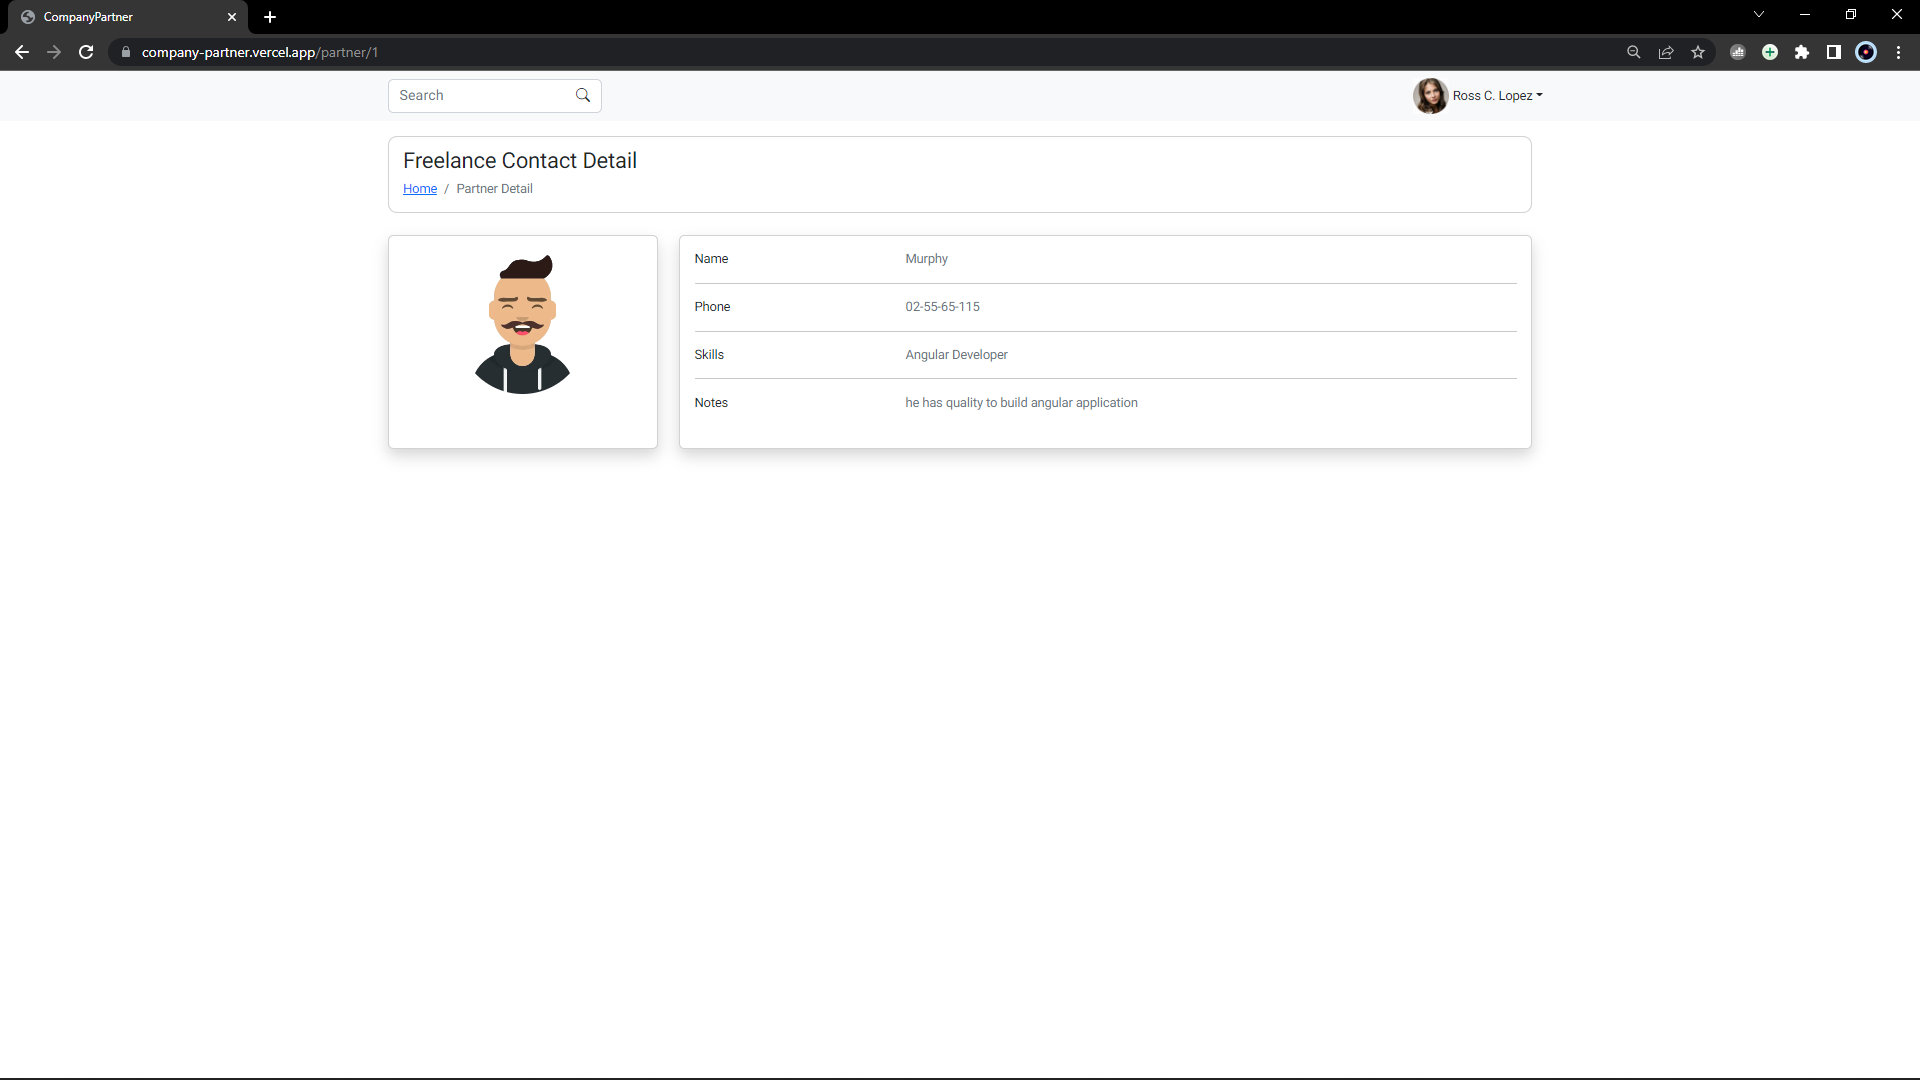 CompanyPartner
company-partner.vercel.app/partner/1
Search
Ross C. Lopez
Freelance Contact Detail
Home / Partner Detail
Name Murphy
Phone 02-55-65-115
Skills Angular Developer
Notes he has quality to build angular application